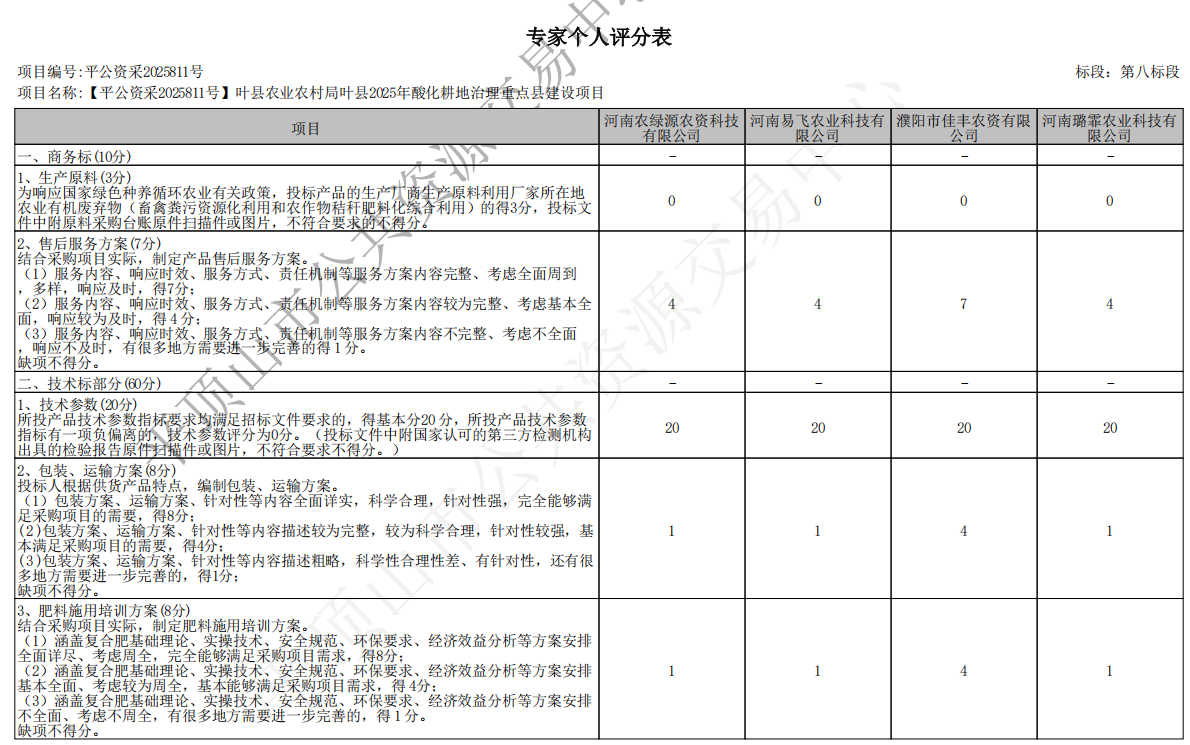 专家个人评分表
项目编号:平公资采2025811号
标段: 第八标段
项目名称:【平公资采2025811号】叶县农业农村局叶县2025年酸化耕地治理重点县建设项目
项目
河南农绿源农资科技有限公司
河南易飞农业科技有限公司
濮阳市佳丰农资有限公司
河南璐霏农业科技有限公司
一、商务标(10分)
—
—
—
—
1、生产原料(3分)
为响应国家绿色种养循环农业有关政策，投标产品的生产厂商生产原料利用厂家所在地
农业有机废弃物（畜禽粪污资源化利用和农作物秸秆肥料化综合利用）的得3分，投标文
件中附原料采购台账原件扫描件或图片，不符合要求的不得分。
0
0
0
0
2、售后服务方案(7分)
结合采购项目实际，制定产品售后服务方案。
（1）服务内容、响应时效、服务方式、责任机制等服务方案内容完整、考虑全面周到
，多样，响应及时，得7分；
（2）服务内容、响应时效、服务方式、责任机制等服务方案内容较为完整、考虑基本全
面，响应较为及时，得４分；
（3）服务内容、响应时效、服务方式、责任机制等服务方案内容不完整、考虑不全面
，响应不及时，有很多地方需要进一步完善的得１分。
缺项不得分。
4
4
7
4
二、技术标部分(60分)
—
—
—
—
1、技术参数(20分)
所投产品技术参数指标要求均满足招标文件要求的，得基本分20 分，所投产品技术参数
指标有一项负偏离的，技术参数评分为0分。（投标文件中附国家认可的第三方检测机构
出具的检验报告原件扫描件或图片，不符合要求不得分。）
20
20
20
20
2、包装、运输方案(8分)
投标人根据供货产品特点，编制包装、运输方案。
（1）包装方案、运输方案、针对性等内容全面详实，科学合理，针对性强，完全能够满
足采购项目的需要，得8分；
(2)包装方案、运输方案、针对性等内容描述较为完整，较为科学合理，针对性较强，基
本满足采购项目的需要，得4分；
(3)包装方案、运输方案、针对性等内容描述粗略，科学性合理性差、有针对性，还有很
多地方需要进一步完善的，得1分；
缺项不得分。
1
1
4
1
3、肥料施用培训方案(8分)
结合采购项目实际，制定肥料施用培训方案。
（1）涵盖复合肥基础理论、实操技术、安全规范、环保要求、经济效益分析等方案安排
全面详尽、考虑周全，完全能够满足采购项目需求，得8分；
（2）涵盖复合肥基础理论、实操技术、安全规范、环保要求、经济效益分析等方案安排
基本全面、考虑较为周全，基本能够满足采购项目需求，得 4分；
（3）涵盖复合肥基础理论、实操技术、安全规范、环保要求、经济效益分析等方案安排
不全面、考虑不周全，有很多地方需要进一步完善的，得１分。
缺项不得分。
1
1
4
1
平顶山市公共资源交易中心
顶山市公共资源交易中心